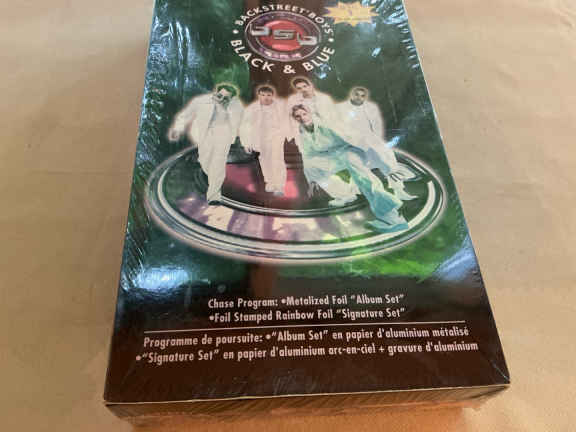 • BACKSTREET BOYS •
BSB
BLACK & BLUE
Chase Program: •Metalized Foil "Album Set"
•Foil Stamped Rainbow Foil "Signature Set"
Programme de poursuite: •"Album Set" en papier d'aluminium métalisé
•"Signature Set" en papier d'aluminium arc-en-ciel + gravure d'aluminium